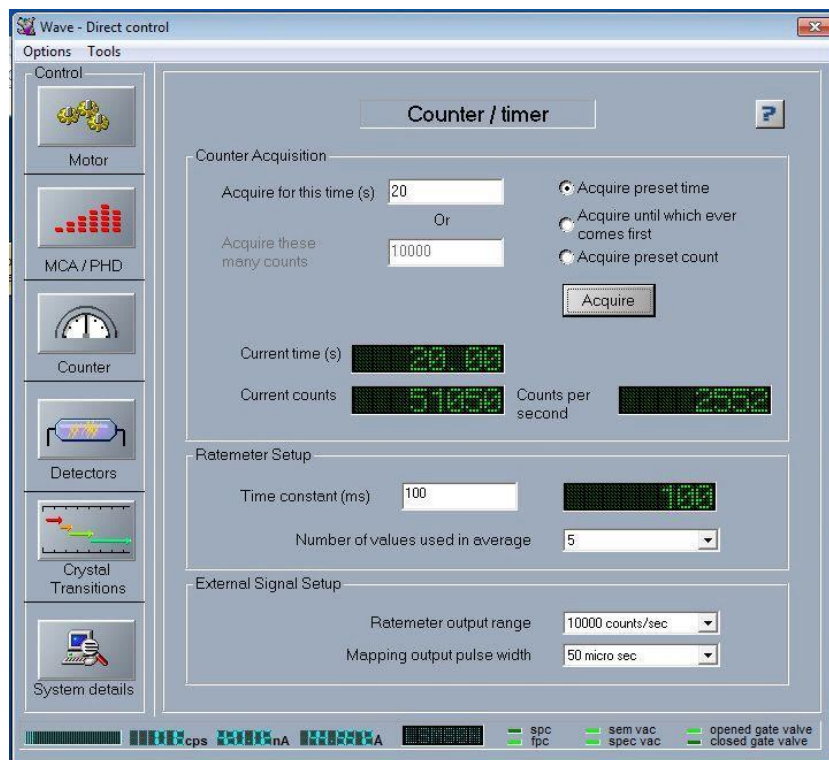 Wave - Direct control
Options Tools
Control
Motor
MCA / PHD
Counter
Detectors
Crystal
Transitions
System details
Counter / timer
?
Counter Acquisition
Acquire for this time (s) 20
Or
Acquire these
many counts
10000
Acquire preset time
Acquire until which ever
comes first
Acquire preset count
Acquire
Current time (s) 20.00
Current counts 51050
Counts per
second
2552
Ratemeter Setup
Time constant (ms) 100 100
Number of values used in average 5
External Signal Setup
Ratemeter output range 10000 counts/sec
Mapping output pulse width 50 micro sec
cps nA A
spc sem vac opened gate valve
fpc spec vac closed gate valve